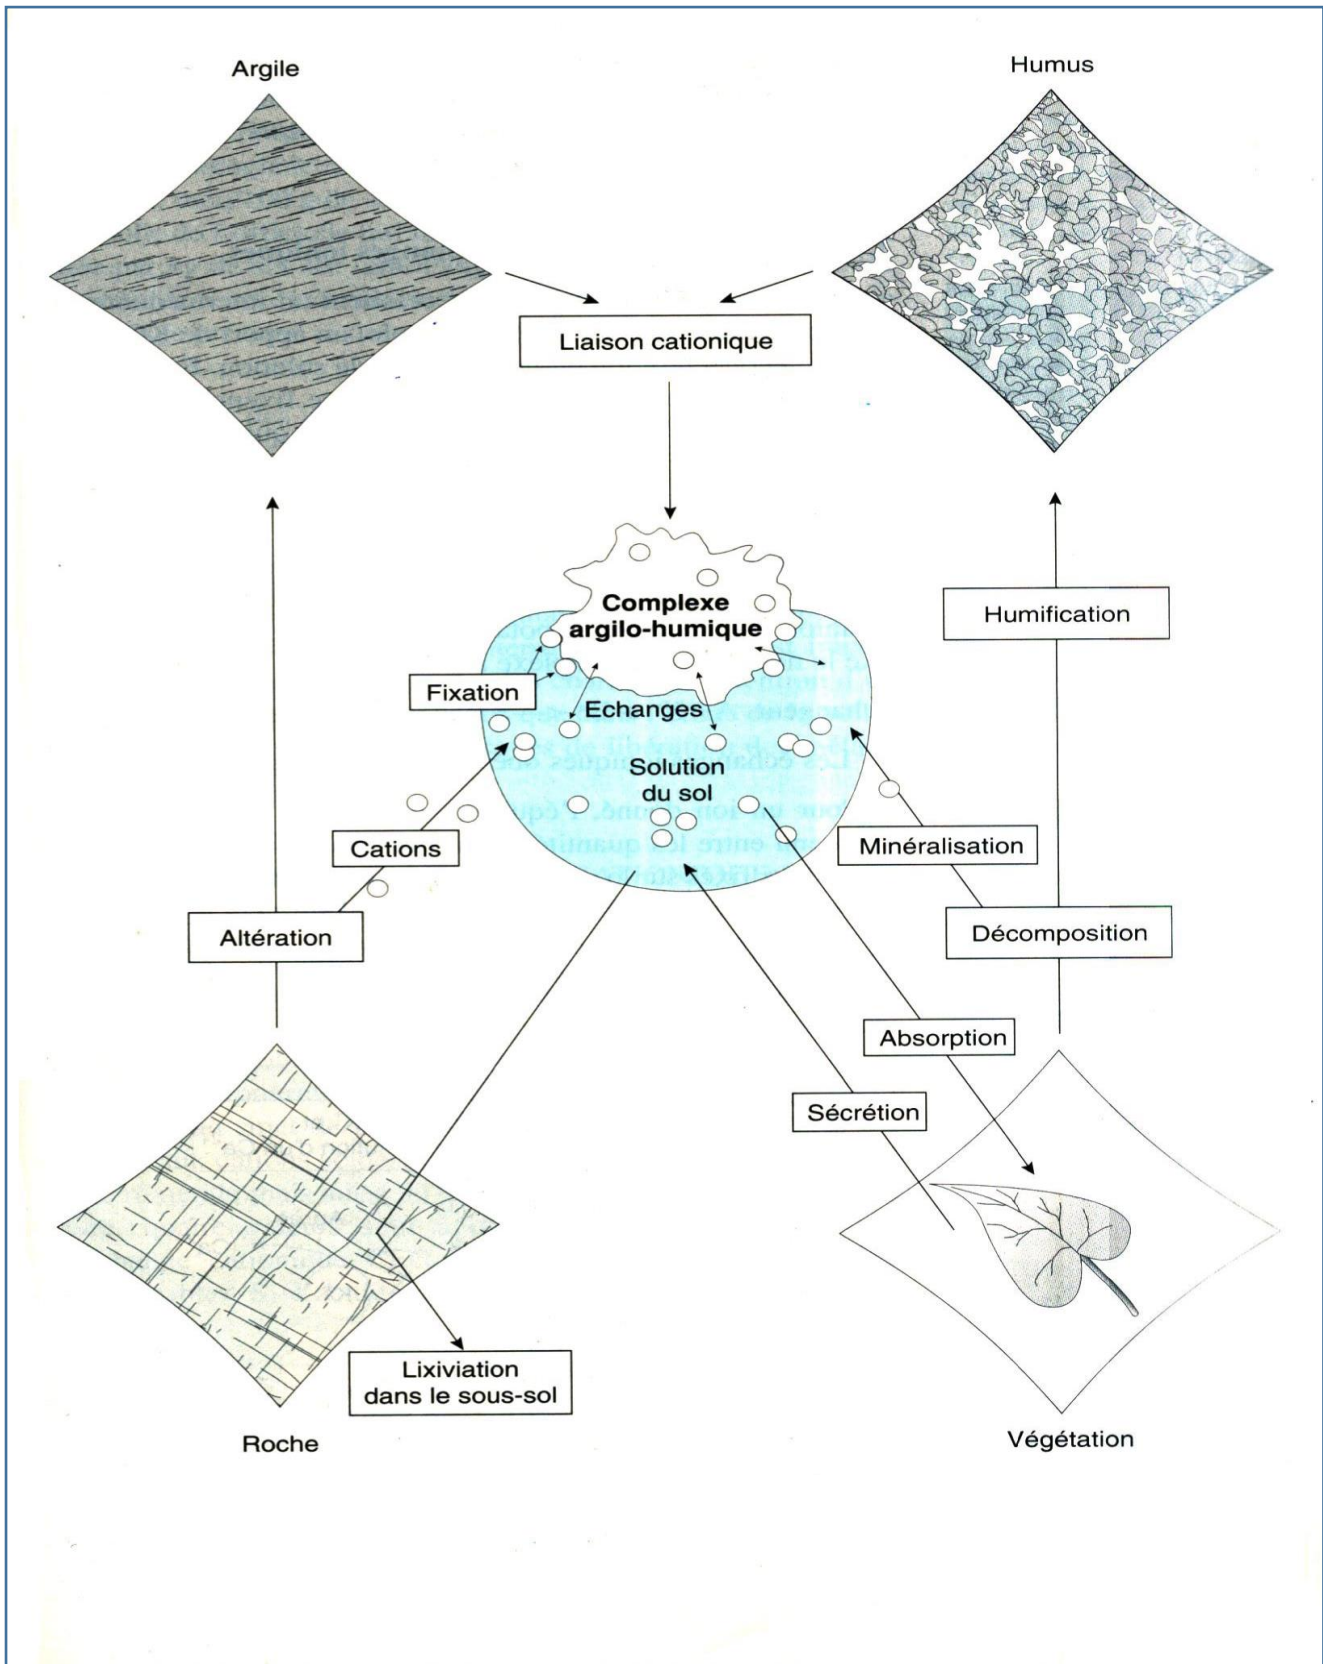 Argile
Humus
Liaison cationique
Complexe
argilo-humique
Humification
Fixation
Echanges
Solution
du sol
Cations
Minéralisation
Altération
Décomposition
Absorption
Sécrétion
Lixiviation
dans le sous-sol
Roche
Végétation